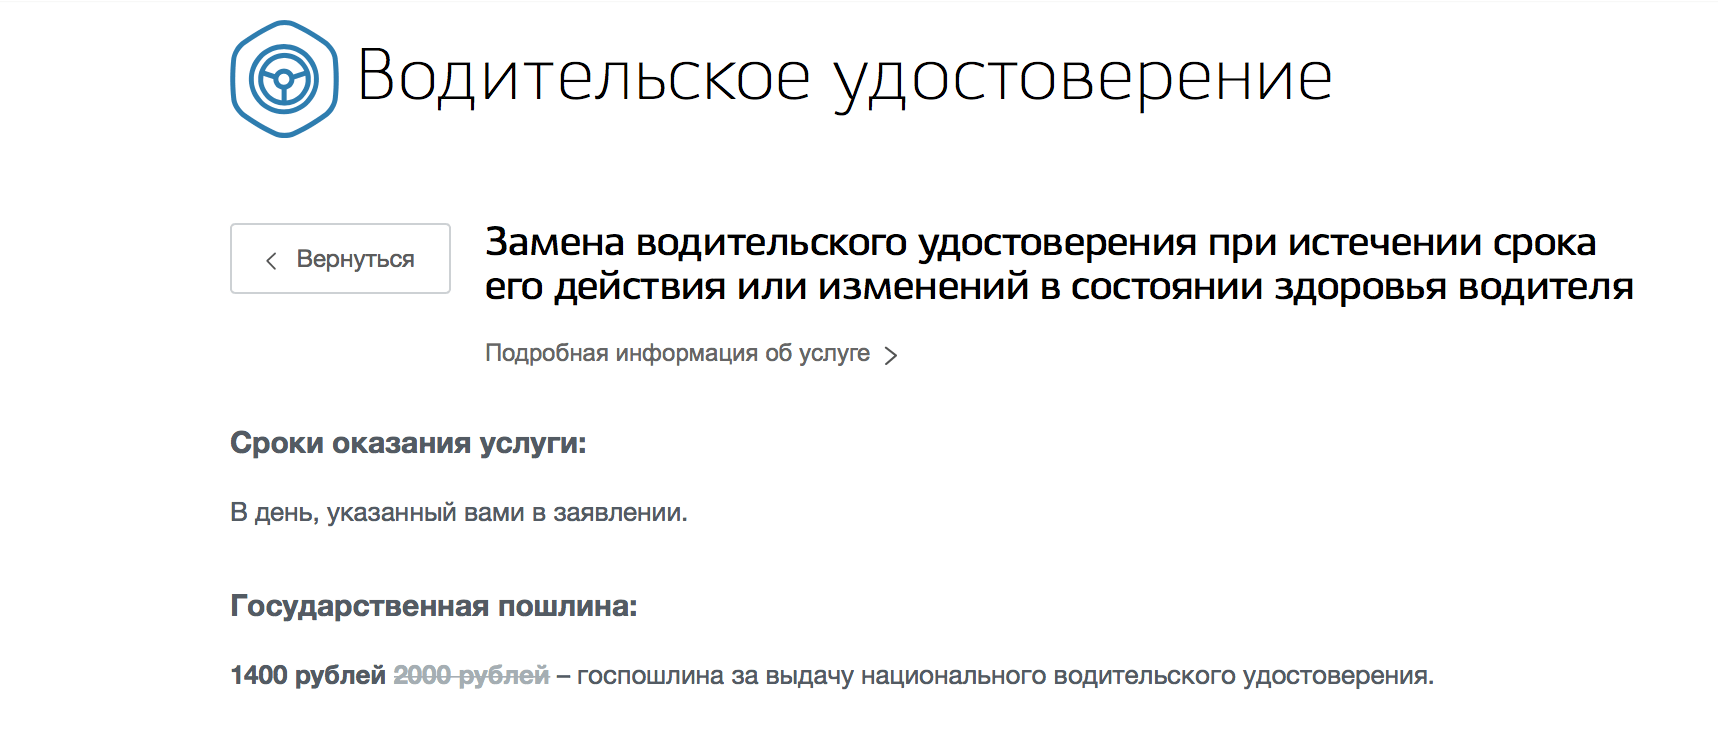 Водительское удостоверение
Вернуться
Замена водительского удостоверения при истечении срока
его действия или изменений в состоянии здоровья водителя
Подробная информация об услуге
Сроки оказания услуги:
В день, указанный вами в заявлении.
Государственная пошлина:
1400 рублей 2000 рублей – госпошлина за выдачу национального водительского удостоверения.